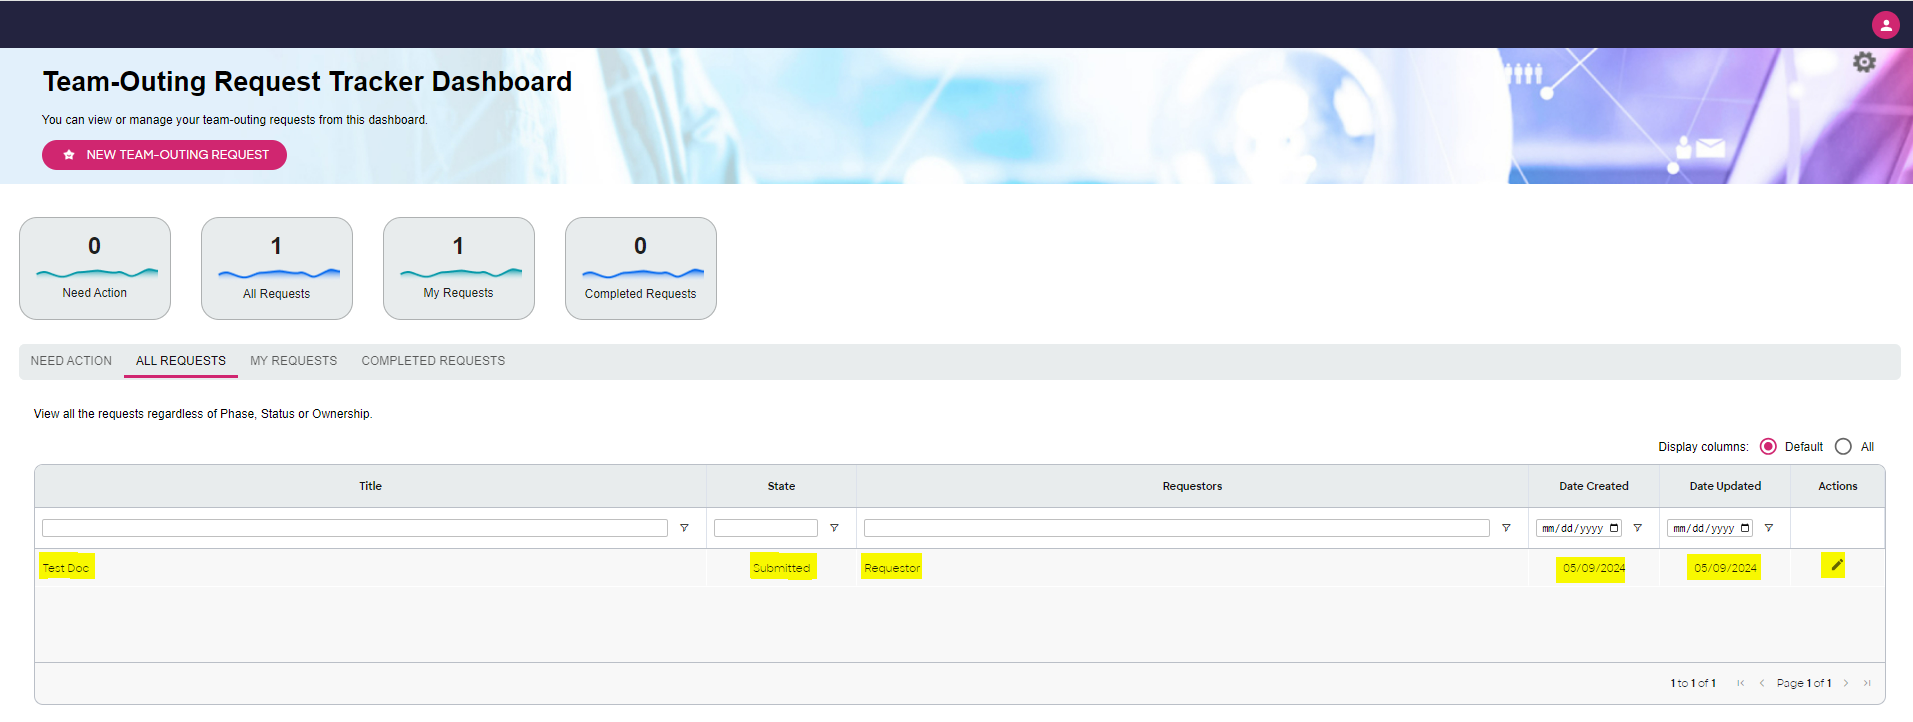 Team-Outing Request Tracker Dashboard
You can view or manage your team-outing requests from this dashboard.
NEW TEAM-OUTING REQUEST
0
Need Action
1
All Requests
1
My Requests
0
Completed Requests
NEED ACTION ALL REQUESTS MY REQUESTS COMPLETED REQUESTS
View all the requests regardless of Phase, Status or Ownership.
Display columns: Default All
Title State Requestors Date Created Date Updated Actions
mm/dd/yyyy mm/dd/yyyy
Test Doc Submitted Requestor 05/09/2024 05/09/2024
1 to 1 of 1 Page 1 of 1